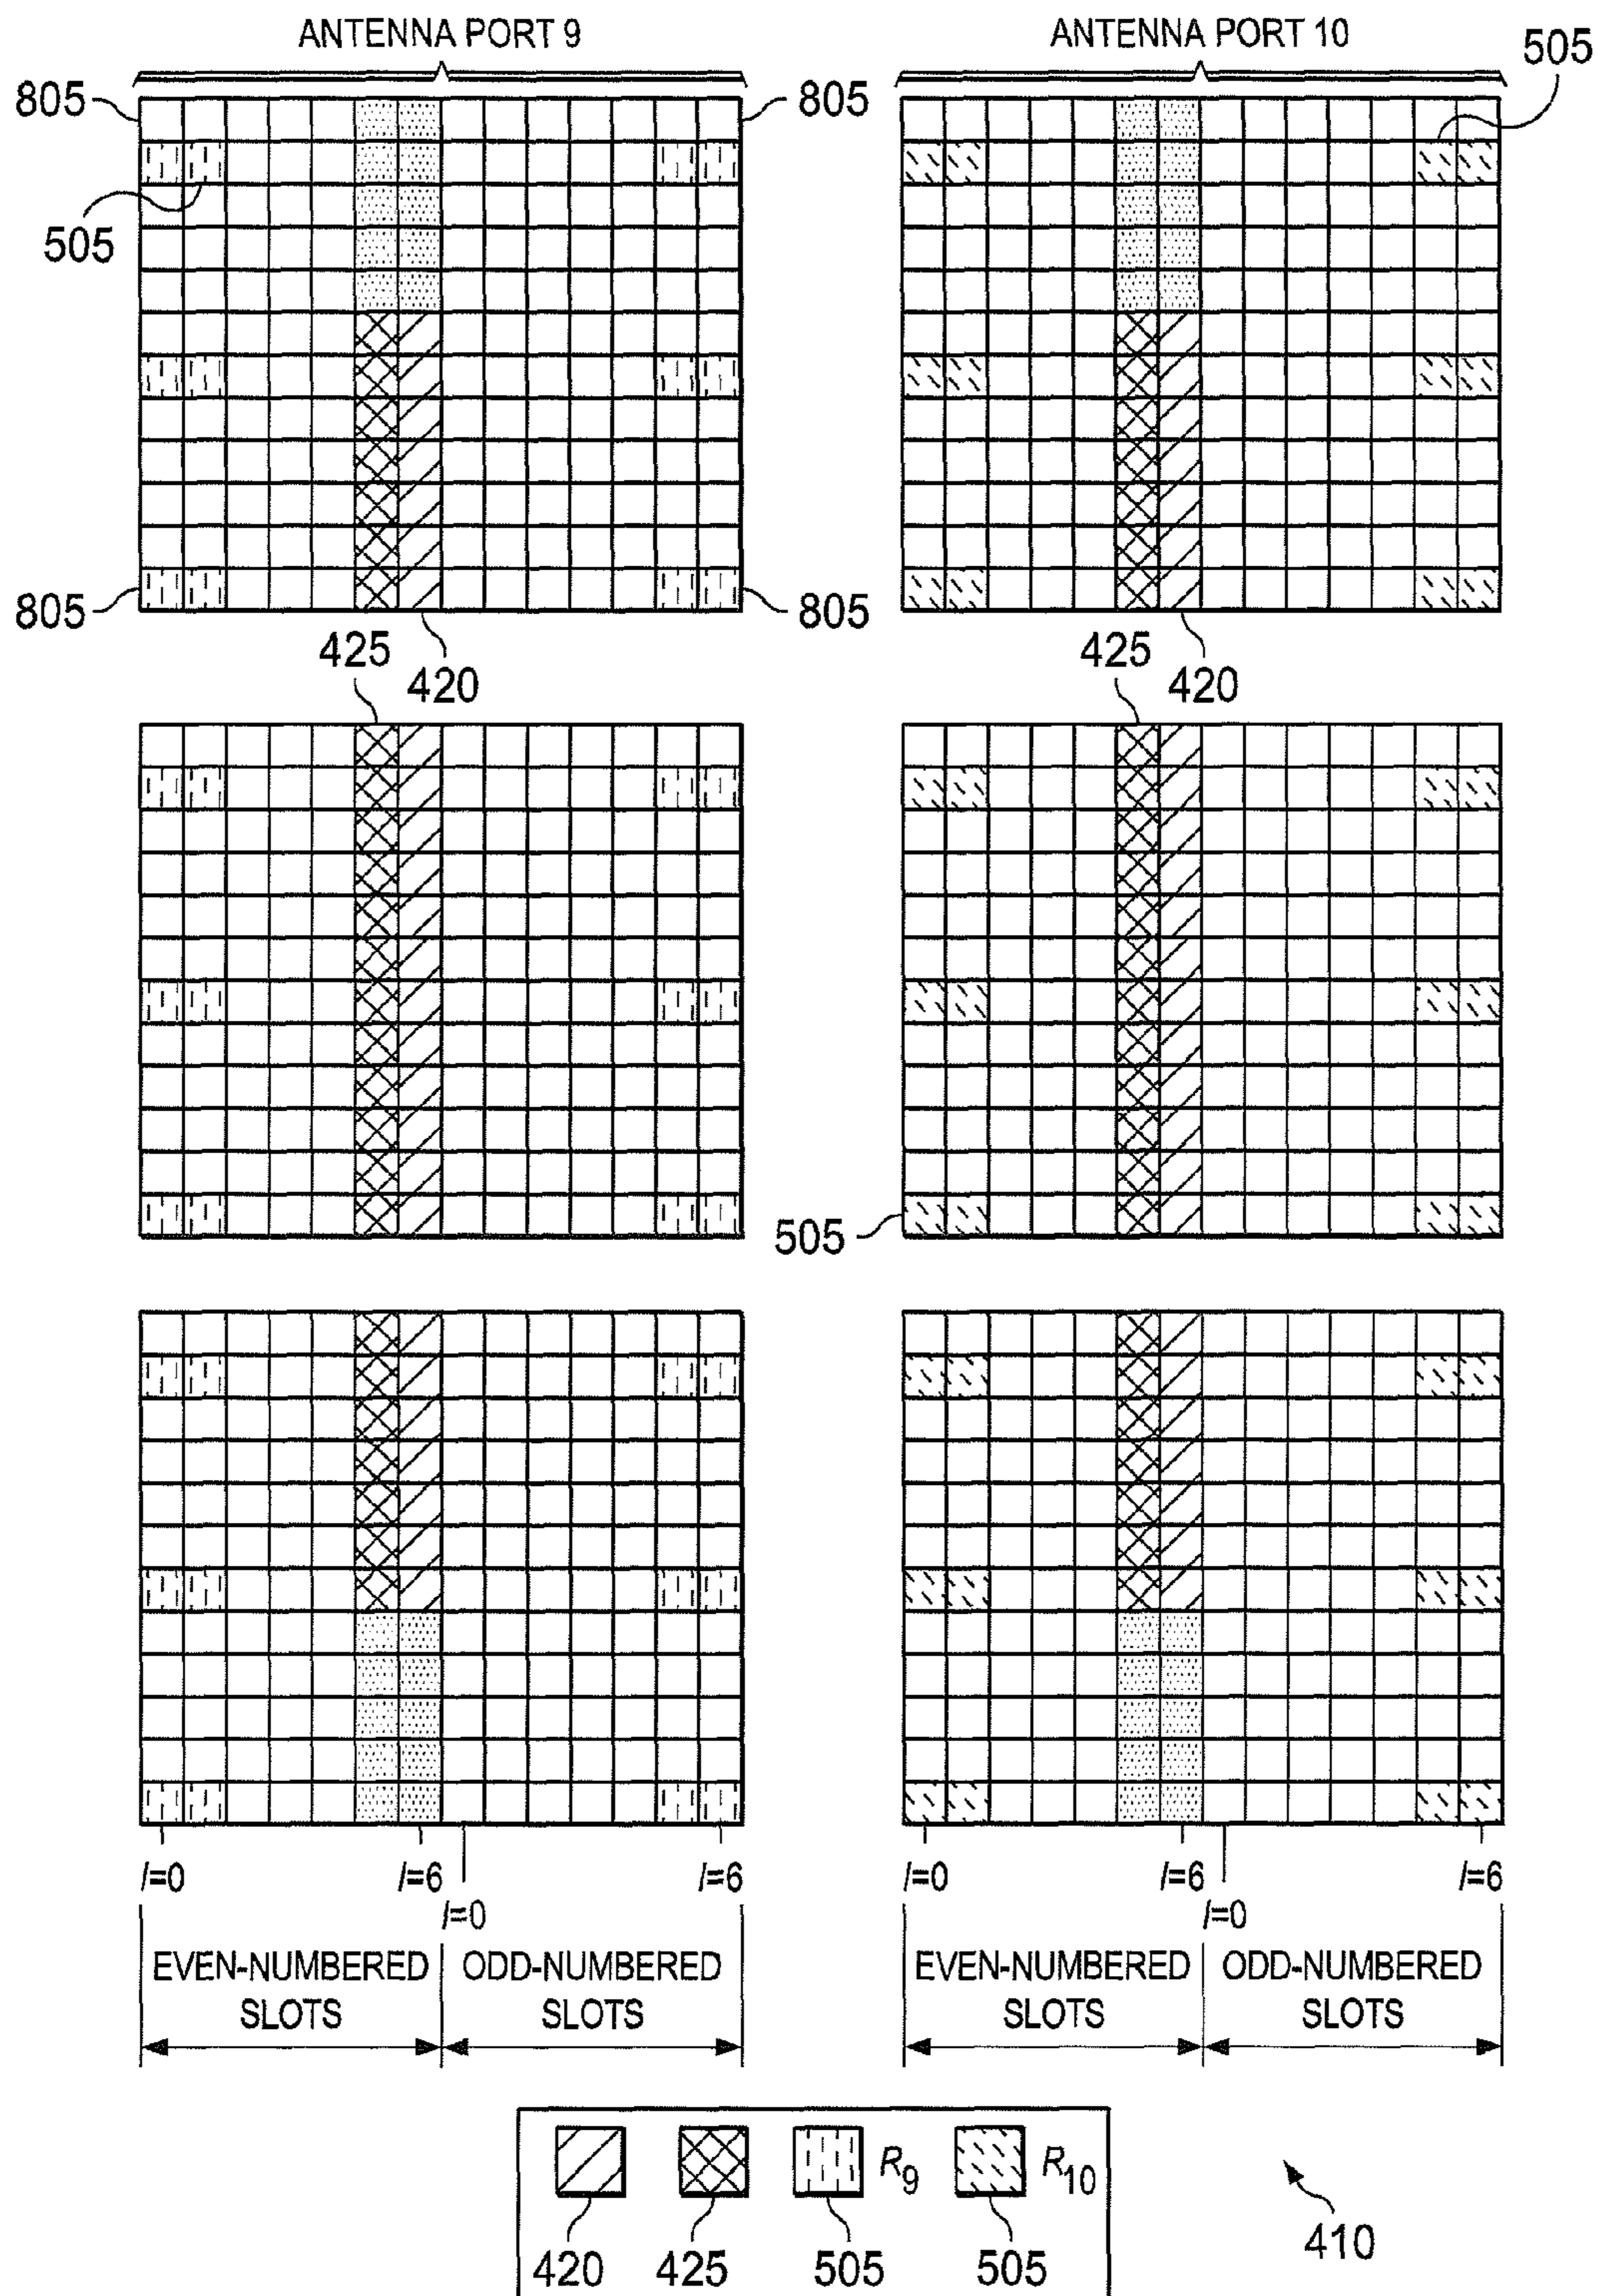 ANTENNA PORT 9
ANTENNA PORT 10
505
805
805
505
805
805
425
420
425
420
505
l=0
l=6
l=0
l=6
l=0
l=6
l=0
l=6
EVEN-NUMBERED
SLOTS
ODD-NUMBERED
SLOTS
EVEN-NUMBERED
SLOTS
ODD-NUMBERED
SLOTS
R9
R10
420
425
505
505
410